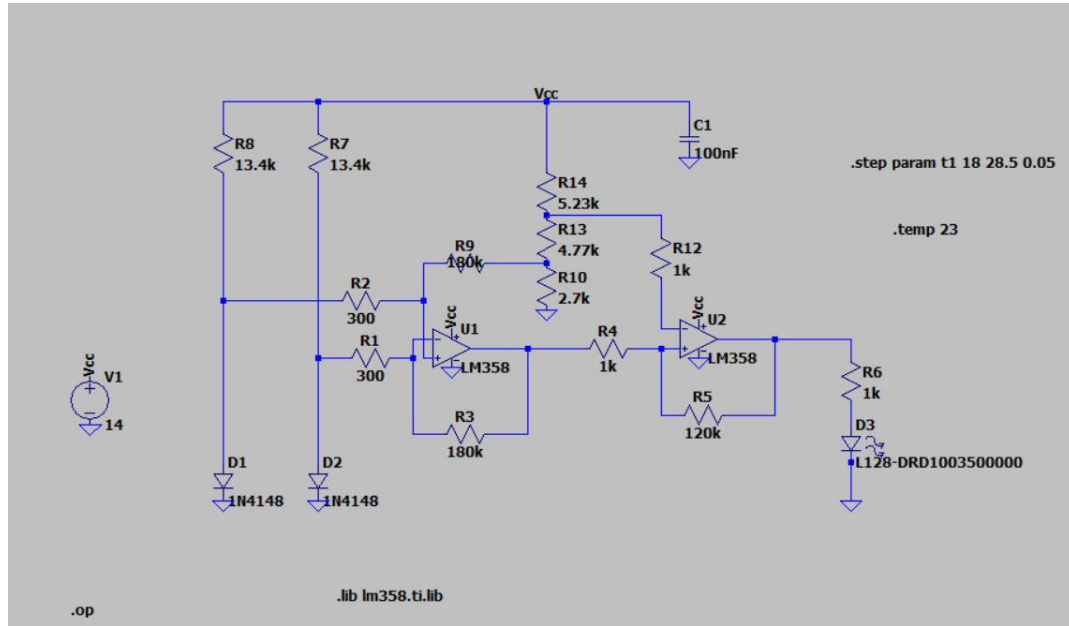 Vcc
R8
13.4k
R7
13.4k
C1
100nF
.step param t1 18 28.5 0.05
R14
5.23k
.temp 23
R13
4.77k
R12
1k
R9
180k
R10
2.7k
R2
300
Vcc
U1
LM358
Vcc
U2
LM358
R1
300
R4
1k
Vcc
V1
14
R6
1k
R5
120k
R3
180k
D3
L128-DRD1003500000
D1
1N4148
D2
1N4148
.lib lm358.ti.lib
.op